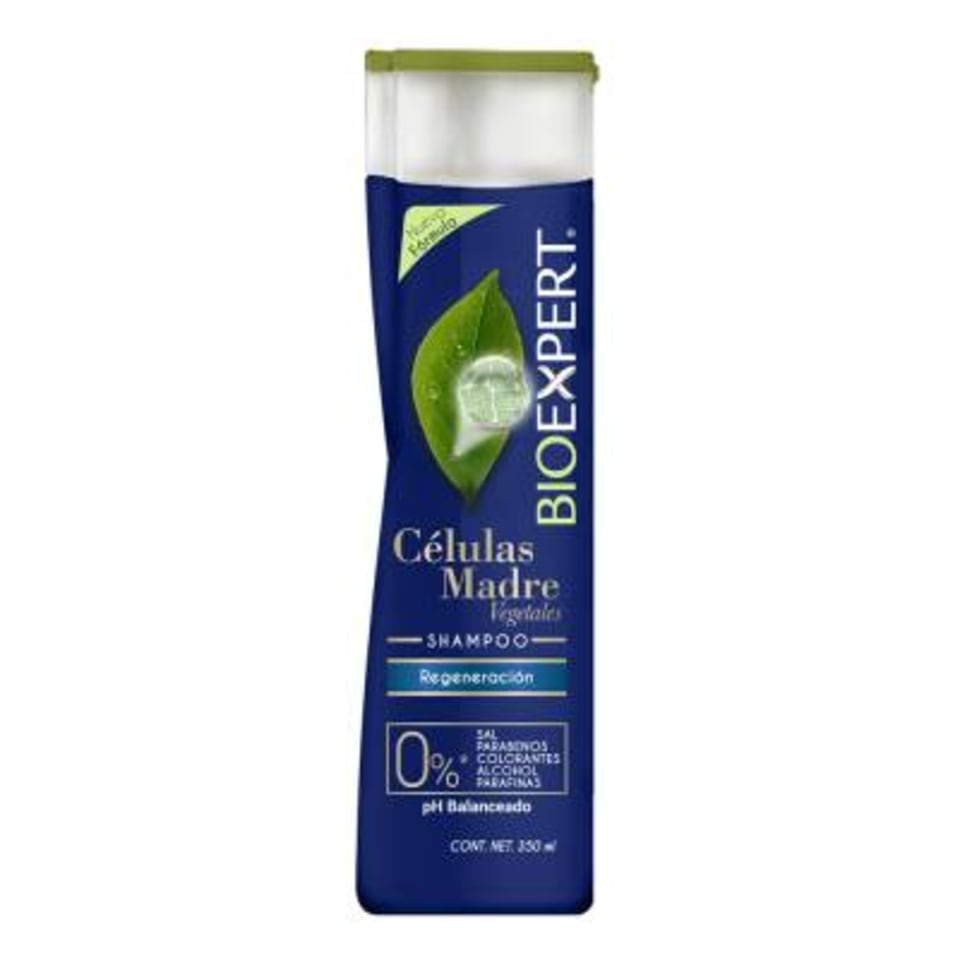 Nueva
Fórmula
BIOEXPERT®
Células
Madre
Vegetales
SHAMPOO
Regeneración
0%*
SAL
PARABENOS
COLORANTES
ALCOHOL
PARAFINAS
pH Balanceado
CONT. NET. 350 ml